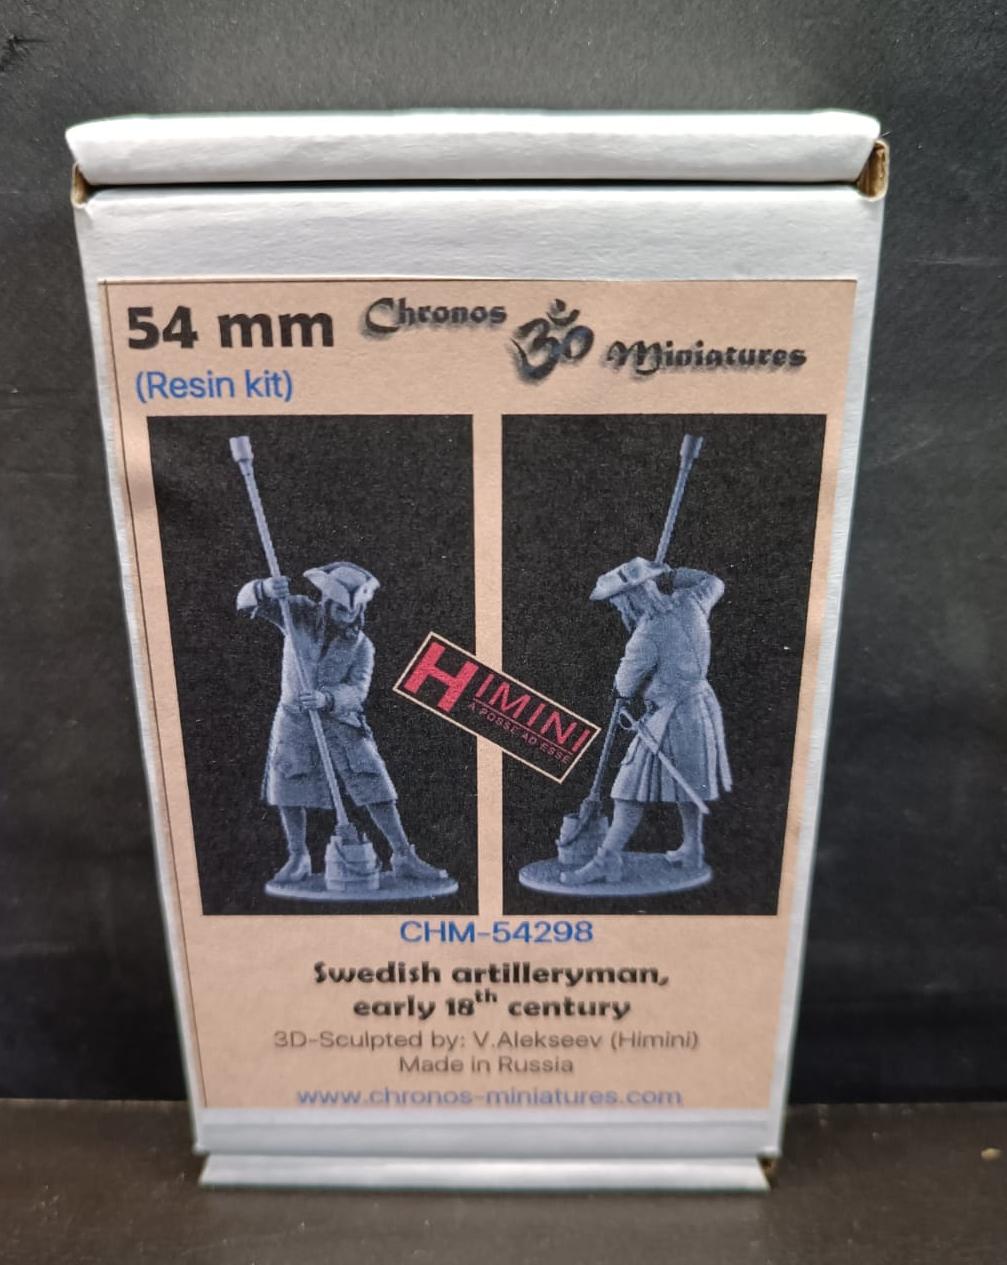 54 mm
Chronos ॐ Miniatures
(Resin kit)
HIMINI
A POSSE AD ESSE
CHM-54298
Swedish artilleryman,
early 18th century
3D-Sculpted by: V.Alekseev (Himini)
Made in Russia
www.chronos-miniatures.com